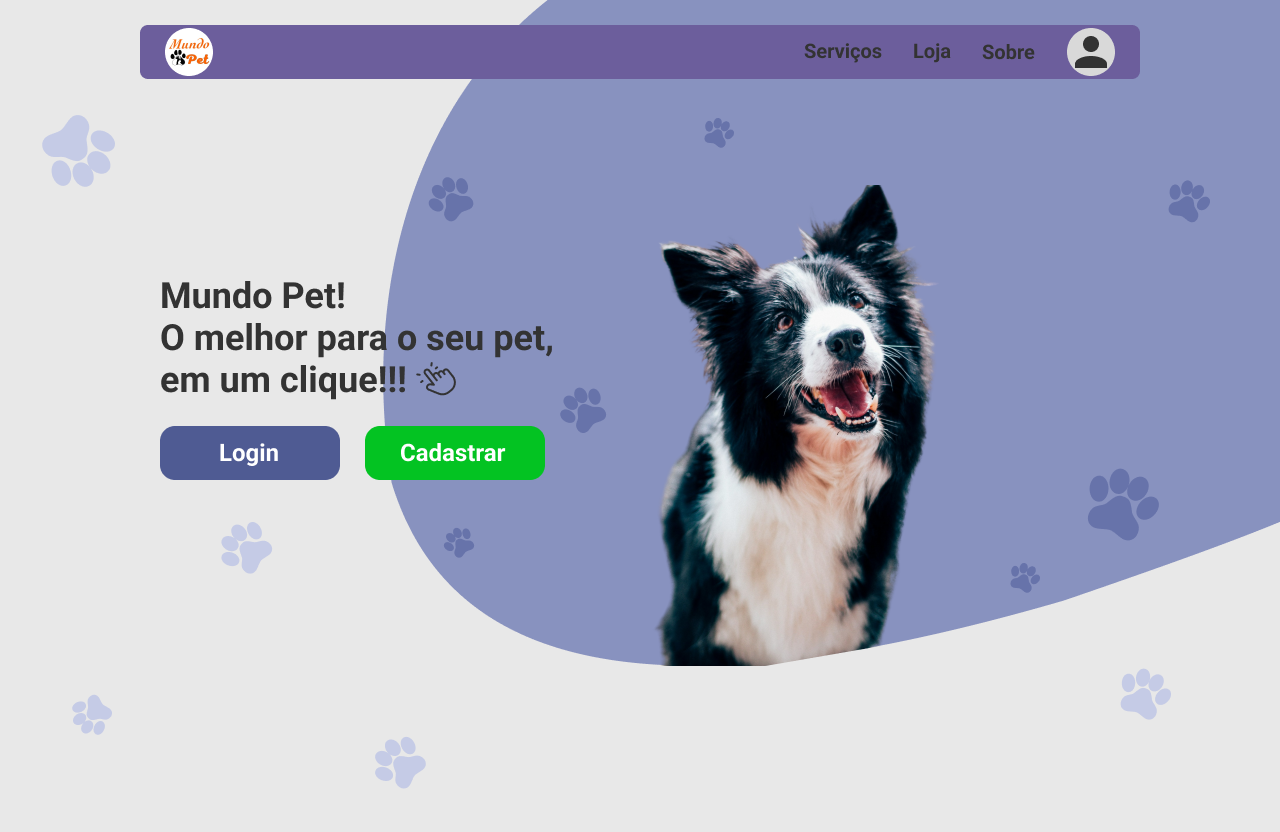 Mundo
Pet
Serviços
Loja
Sobre
Mundo Pet!
O melhor para o seu pet,
em um clique!!!
Login
Cadastrar